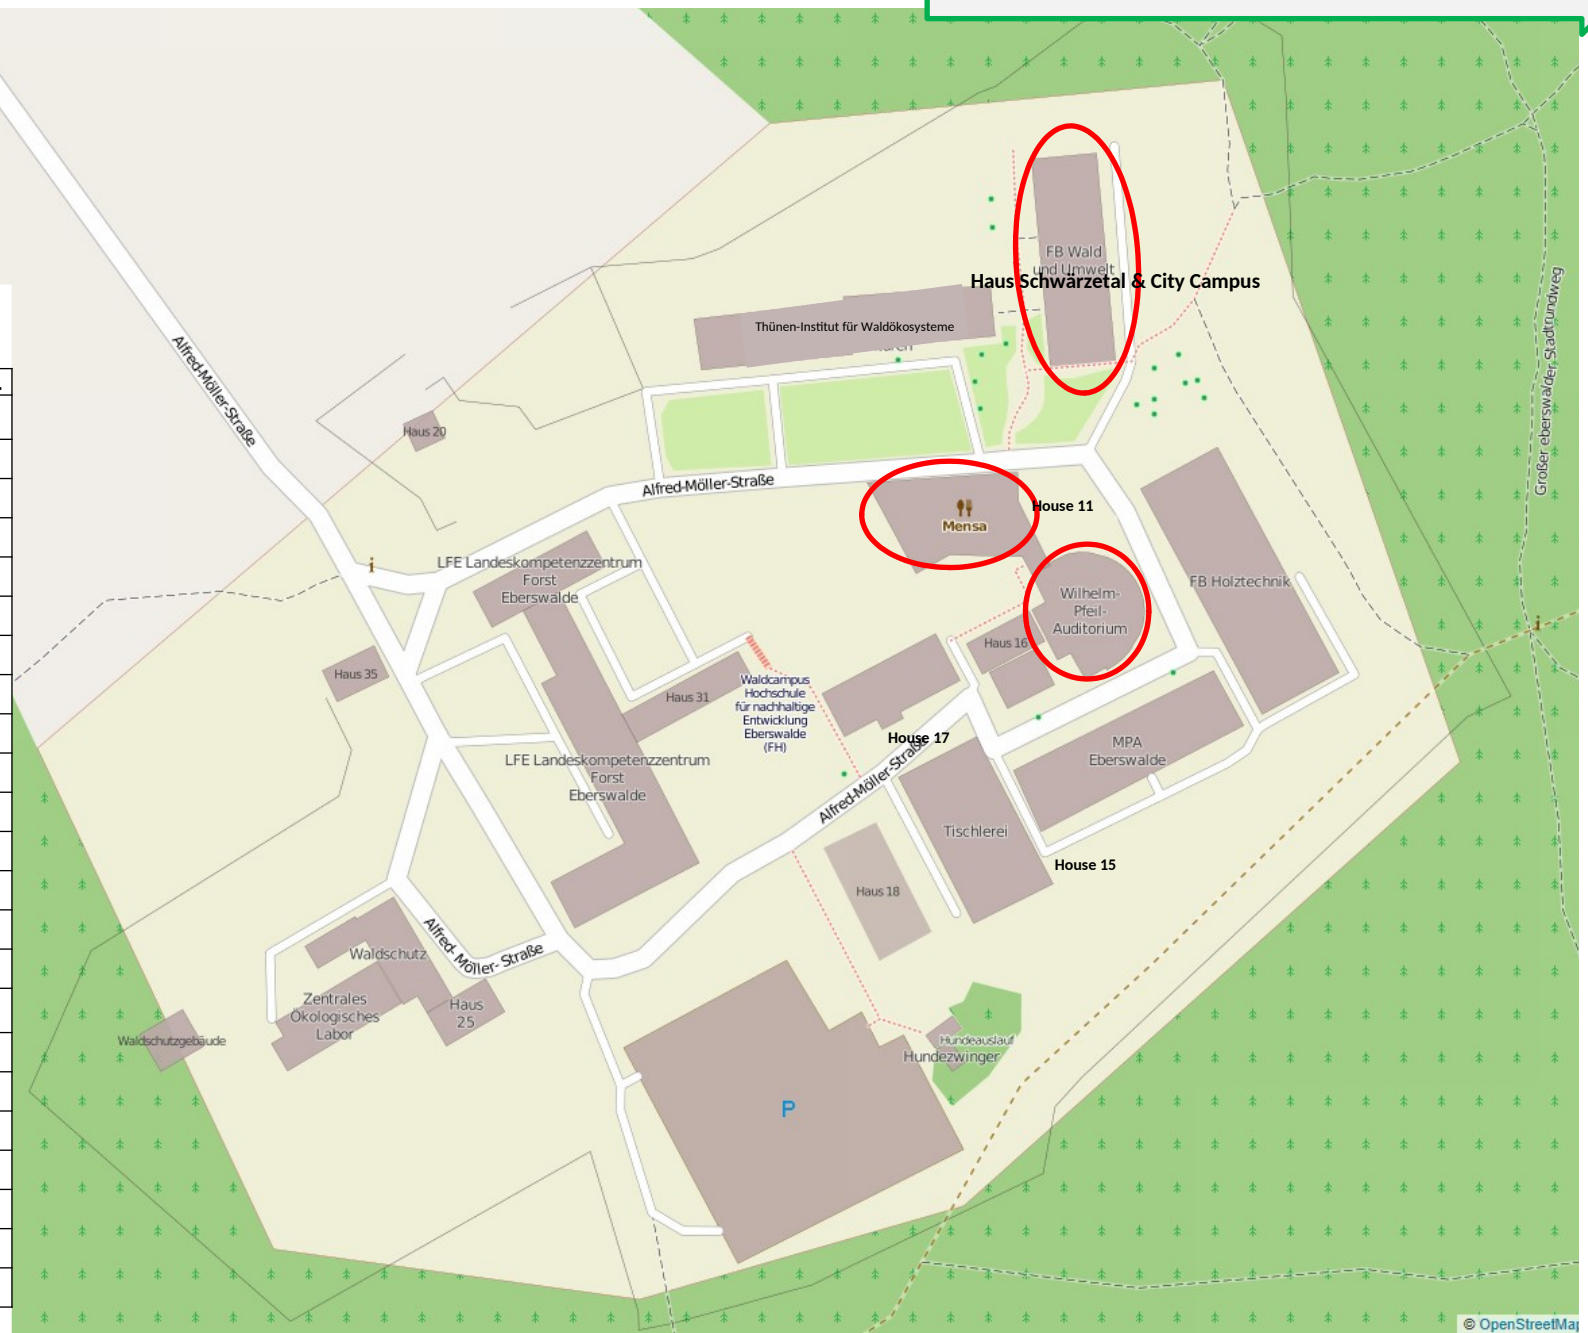 FB Wald
und Umwelt
Haus Schwärzetal & City Campus
Thünen-Institut für Waldökosysteme
Großer eberswalder Stadtrundweg
Alfred-Möller-Straße
Haus 20
Alfred-Möller-Straße
Mensa
House 11
LFE Landeskompetenzzentrum
Forst
Eberswalde
i
FB Holztechnik
Wilhelm-
Pfeil-
Auditorium
i
Haus 16
Haus 35
Haus 31
Waldcampus
Hochschule
für nachhaltige
Entwicklung
Eberswalde
(FH)
House 17
MPA
Eberswalde
LFE Landeskompetenzzentrum
Forst
Eberswalde
Alfred-Möller-Straße
Tischlerei
House 15
Haus 18
Alfred- Möller- Straße
Waldschutz
Zentrales
Ökologisches
Labor
Haus
25
Waldschutzgebäude
Hundeauslauf
Hundezwinger
P
© OpenStreetMap